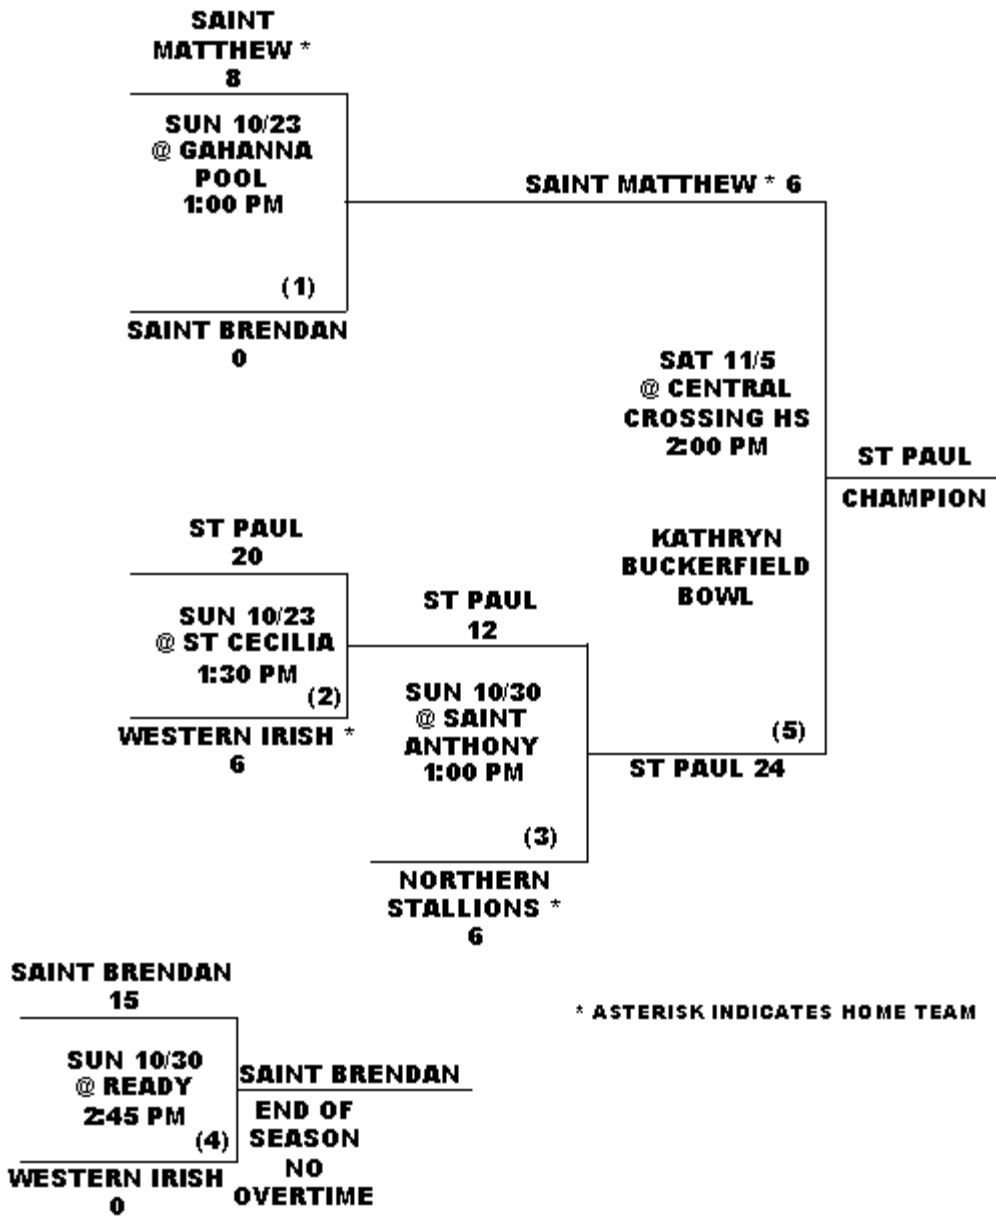 SAINT
MATTHEW *
8
SUN 10/23
@ GAHANNA
POOL
1:00 PM
(1)
SAINT BRENDAN
0
SAINT MATTHEW * 6
SAT 11/5
@ CENTRAL
CROSSING HS
2:00 PM
KATHRYN
BUCKERFIELD
BOWL
(5)
ST PAUL
CHAMPION
ST PAUL
20
SUN 10/23
@ ST CECILIA
1:30 PM
(2)
WESTERN IRISH *
6
ST PAUL
12
SUN 10/30
@ SAINT
ANTHONY
1:00 PM
(3)
NORTHERN
STALLIONS *
6
ST PAUL 24
SAINT BRENDAN
15
SUN 10/30
@ READY
2:45 PM
(4)
WESTERN IRISH
0
SAINT BRENDAN
END OF
SEASON
NO
OVERTIME
* ASTERISK INDICATES HOME TEAM